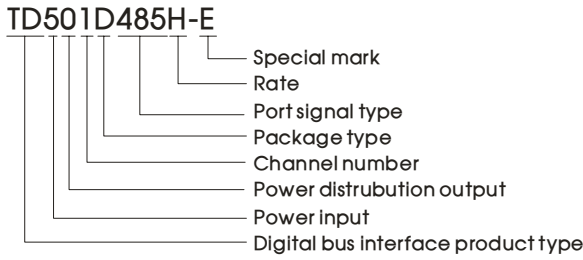 TD501D485H-E
Special mark
Rate
Port signal type
Package type
Channel number
Power distrubution output
Power input
Digital bus interface product type